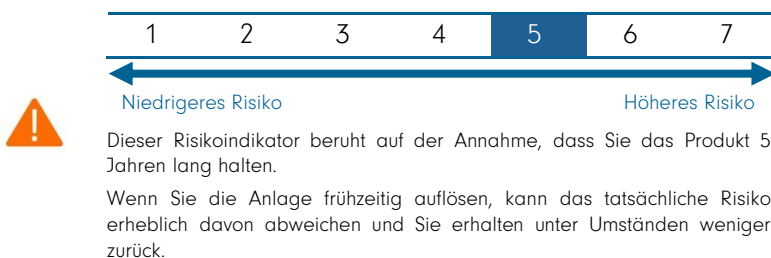 1 2 3 4 5 6 7
Niedrigeres Risiko Höheres Risiko
Dieser Risikoindikator beruht auf der Annahme, dass Sie das Produkt 5
Jahren lang halten.
Wenn Sie die Anlage frühzeitig auflösen, kann das tatsächliche Risiko
erheblich davon abweichen und Sie erhalten unter Umständen weniger
zurück.